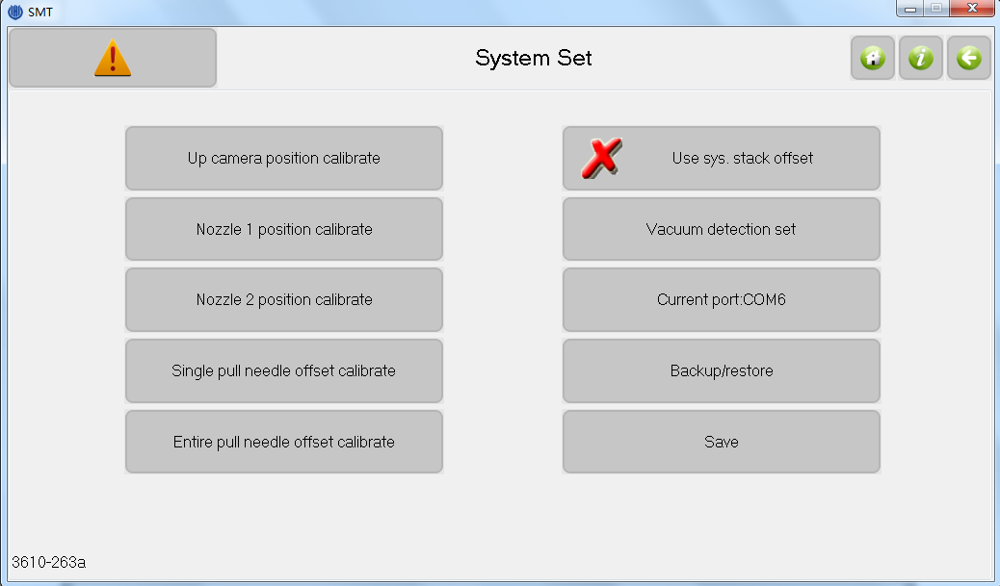 SMT
System Set
Up camera position calibrate
Use sys. stack offset
Nozzle 1 position calibrate
Vacuum detection set
Nozzle 2 position calibrate
Current port:COM6
Single pull needle offset calibrate
Backup/restore
Entire pull needle offset calibrate
Save
3610-263a